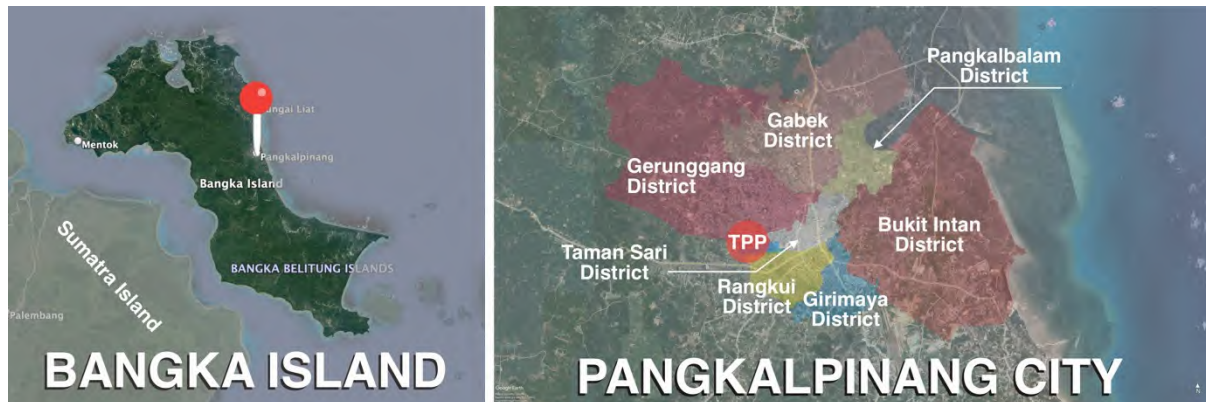 ungai Liat
Mentok
Pangkalpinang
Bangka Island
Sumatra Island
BANGKA BELITUNG ISLANDS
Palembang
BANGKA ISLAND
Pangkalbalam
District
Gabek
District
Gerunggang
District
Bukit Intan
District
TPP
Taman Sari
District
Rangkui
District
Girimaya
District
PANGKALPINANG CITY